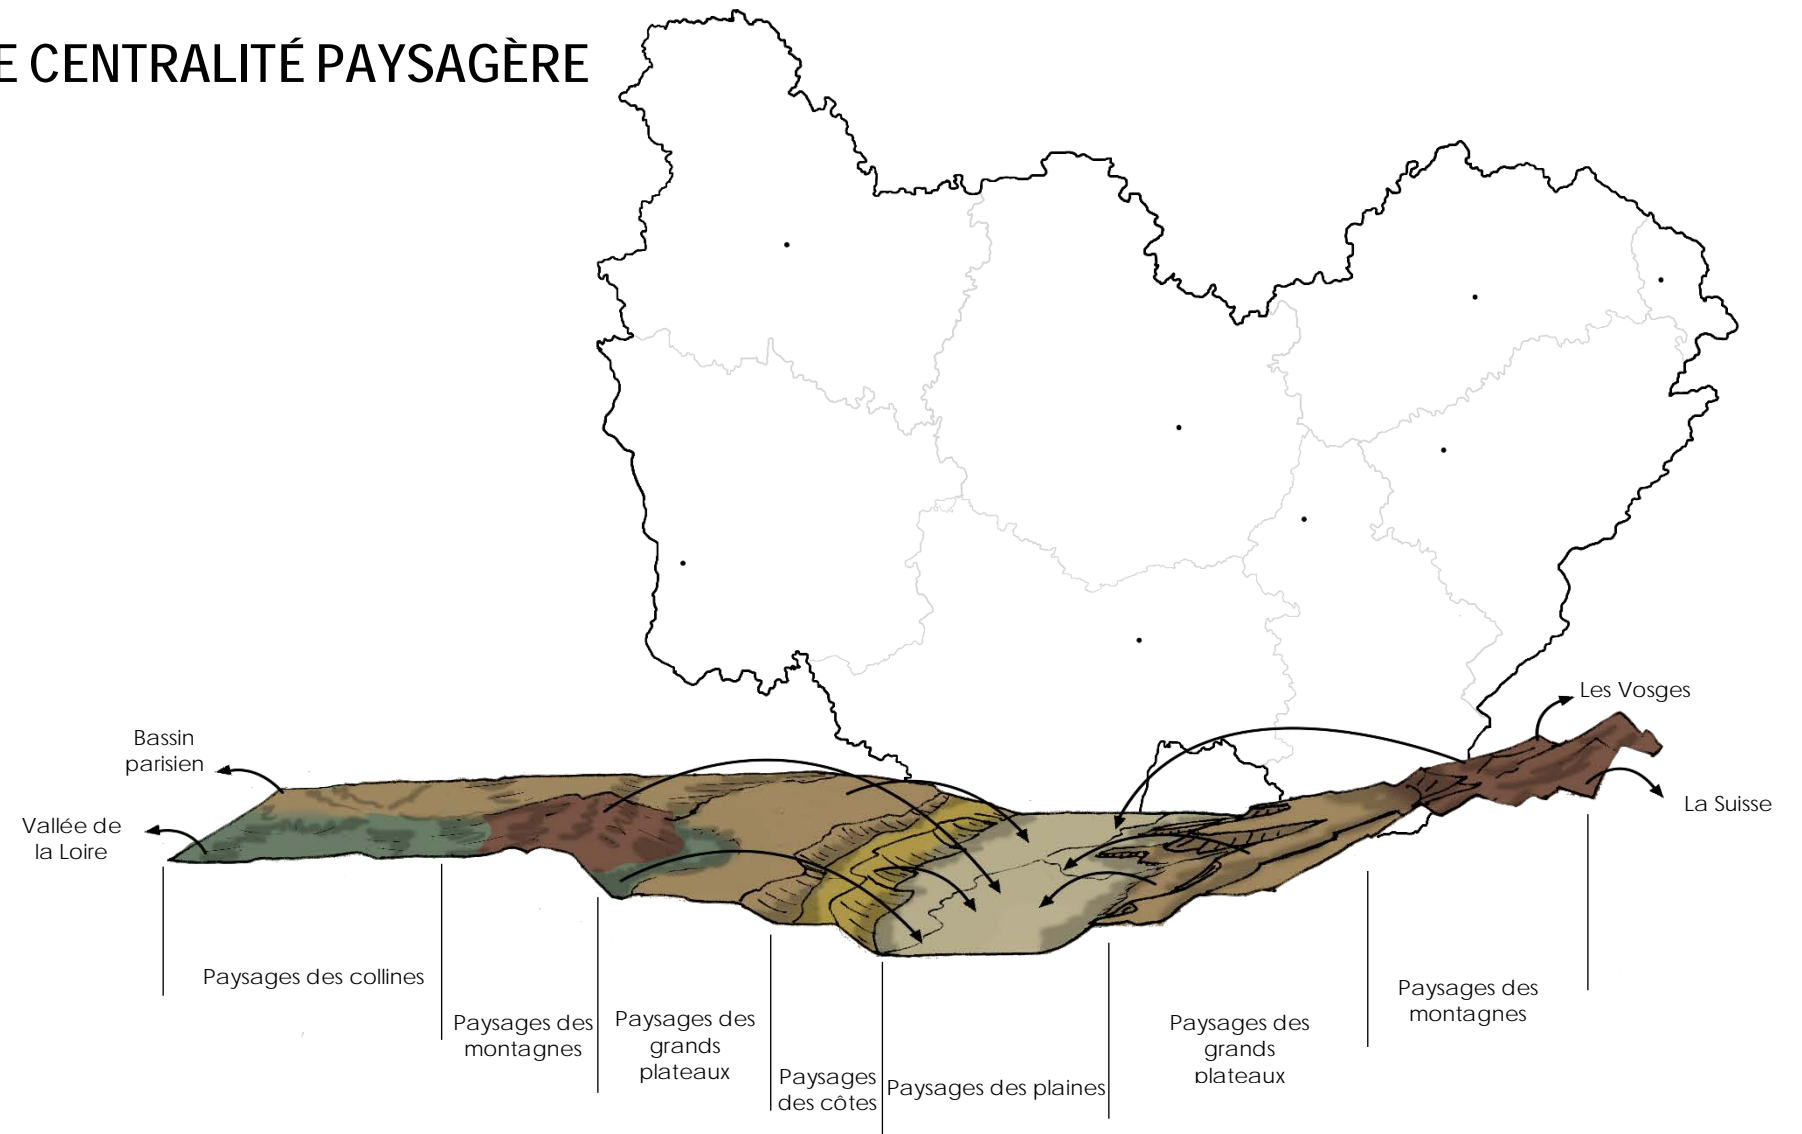 E CENTRALITÉ PAYSAGÈRE
Les Vosges
Bassin
parisien
La Suisse
Vallée de
la Loire
Paysages des collines
Paysages des
montagnes
Paysages des
grands
plateaux
Paysages
des côtes
Paysages des plaines
Paysages des
grands
plateaux
Paysages des
montagnes